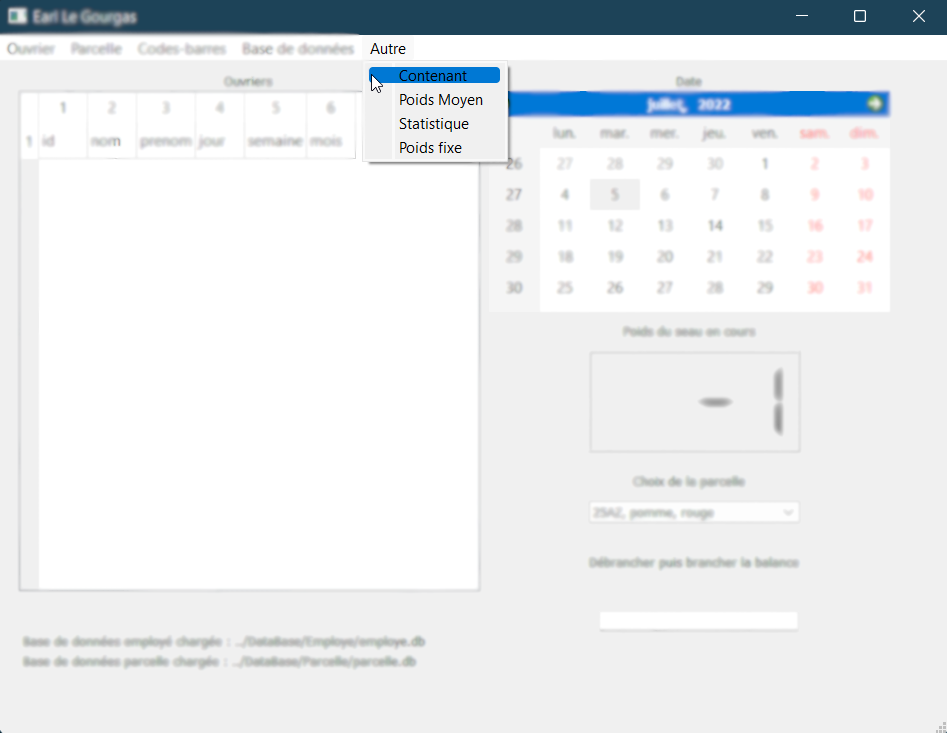 Earl Le Gourgas
Ouvrier Parcelle Codes-barres Base de données Autre
Contenant
Poids Moyen
Statistique
Poids fixe
Ouvriers
1 2 3 4 5 6
1 id nom prenom jour semaine mois
Date
juillet, 2022
lun. mar. mer. jeu. ven. sam. dim.
26 27 28 29 30 1 2 3
27 4 5 6 7 8 9 10
28 11 12 13 14 15 16 17
29 18 19 20 21 22 23 24
30 25 26 27 28 29 30 31
Poids du seau en cours
-1
Choix de la parcelle
25AZ, pomme, rouge
Débrancher puis brancher la balance
Base de données employé chargée : ../DataBase/Employe/employe.db
Base de données parcelle chargée : ../DataBase/Parcelle/parcelle.db